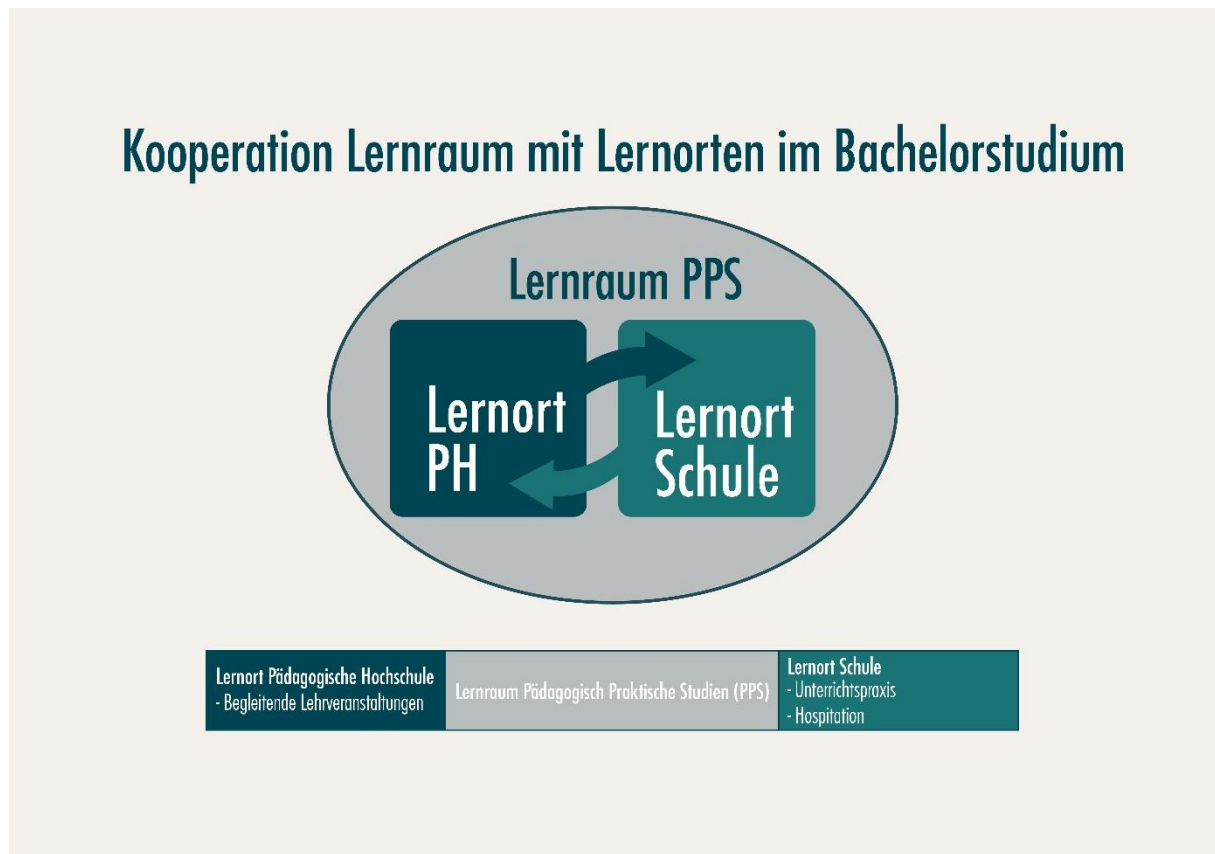 Kooperation Lernraum mit Lernorten im Bachelorstudium
Lernraum PPS
Lernort
PH
Lernort
Schule
Lernort Pädagogische Hochschule
- Begleitende Lehrveranstaltungen
Lernraum Pädagogisch Praktische Studien (PPS)
Lernort Schule
- Unterrichtspraxis
- Hospitation